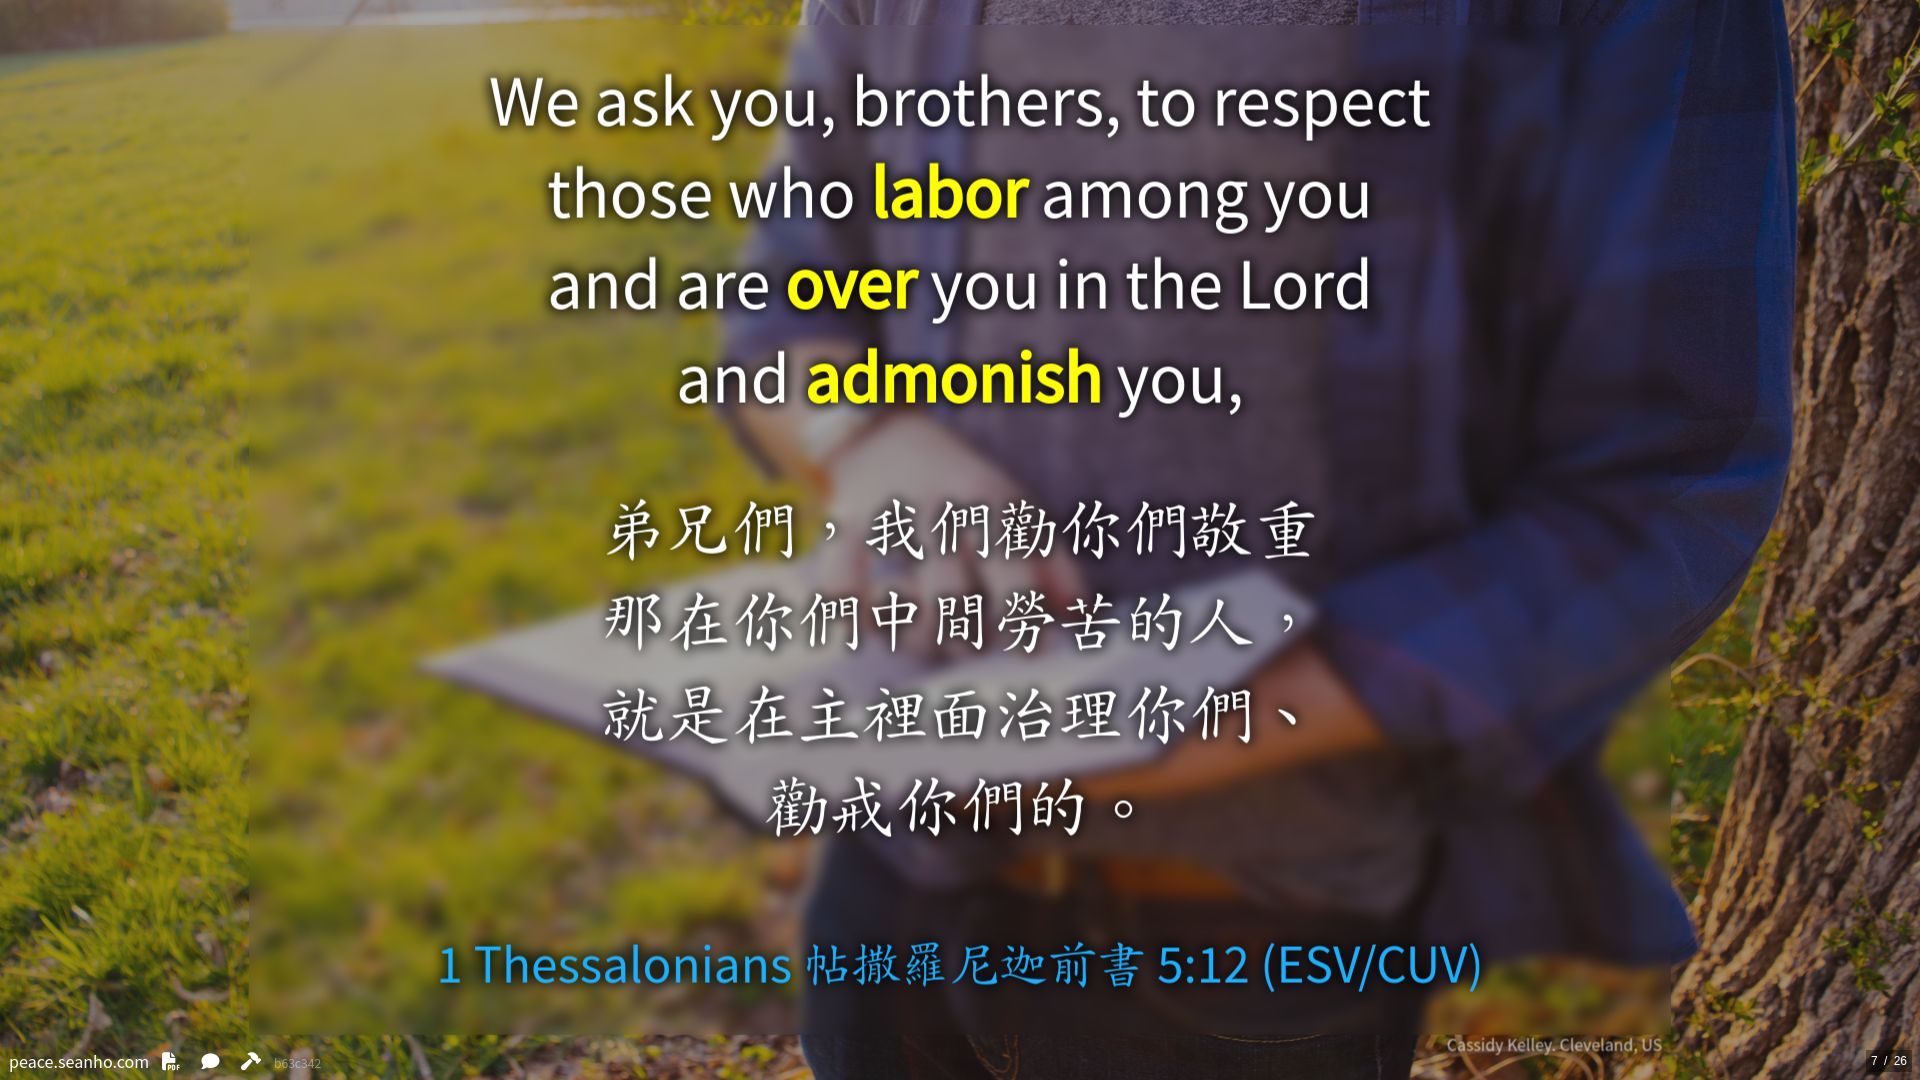 We ask you, brothers, to respect
those who labor among you
and are over you in the Lord
and admonish you,
弟兄們，我們勸你們敬重
那在你們中間勞苦的人，
就是在主裡面治理你們、
勸戒你們的。
1 Thessalonians 帖撒羅尼迦前書 5:12 (ESV/CUV)
Cassidy Kelley. Cleveland, US
peace.seanho.com PDF b63c342
7 / 26